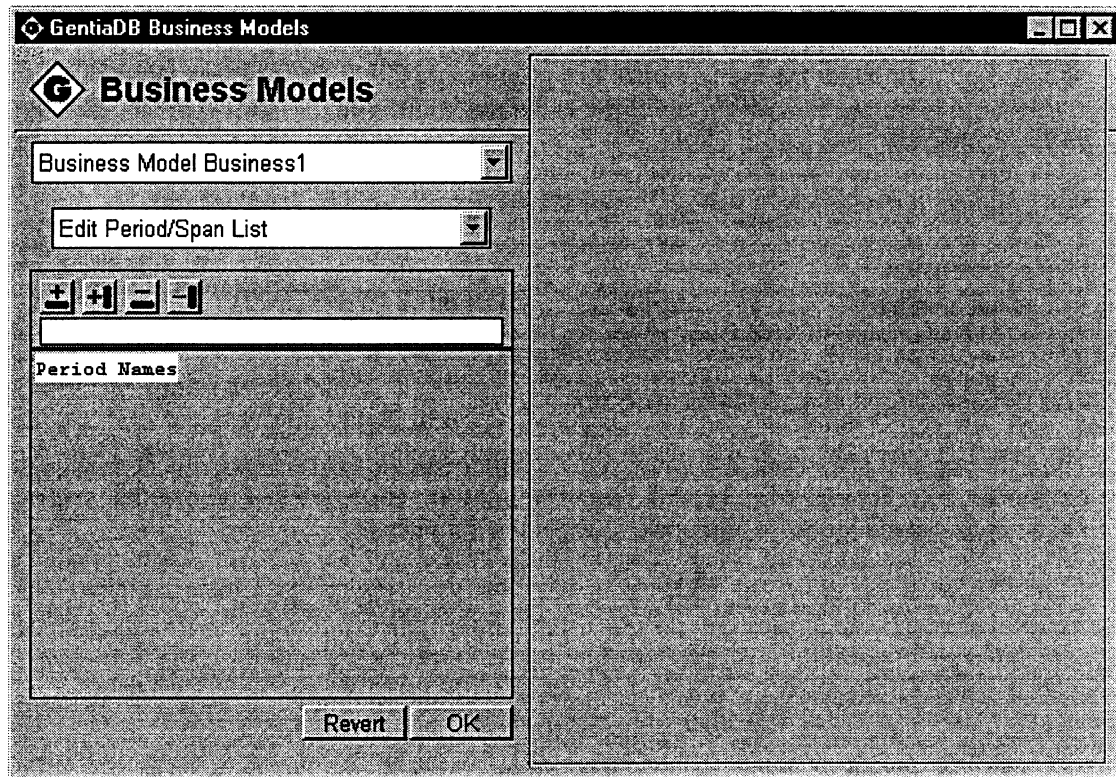 GentiaDB Business Models
G Business Models
Business Model Business1
Edit Period/Span List
Period Names
Revert OK